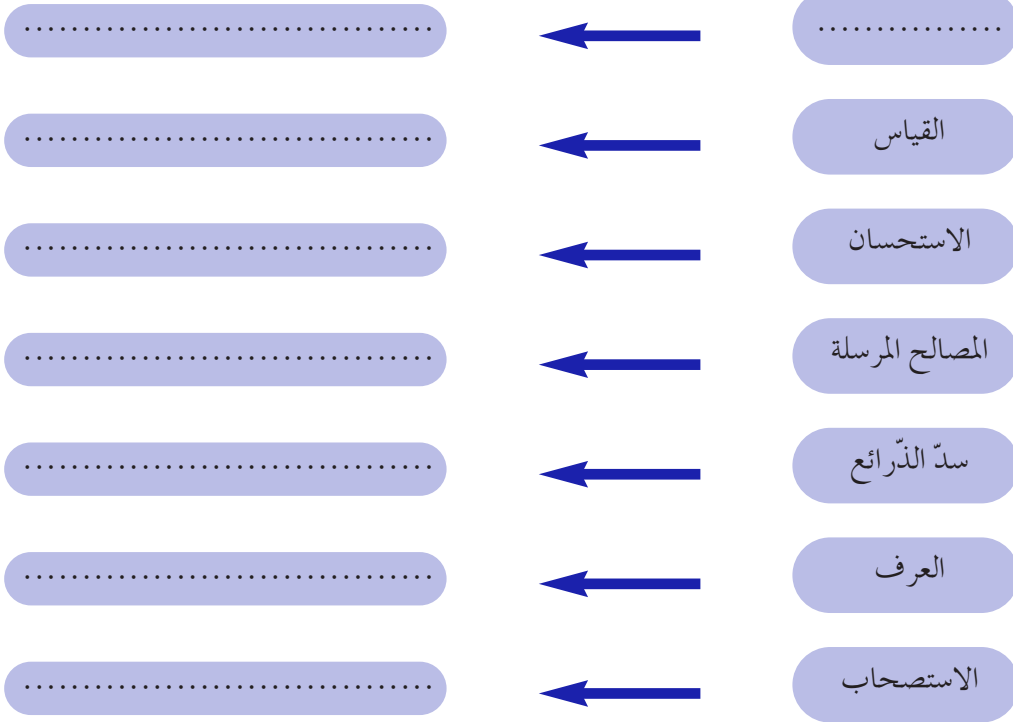 ............... ...................................
القياس ...................................
الاستحسان ...................................
المصالح المرسلة ...................................
سدّ الذّرائع ...................................
العرف ...................................
الاستصحاب ...................................